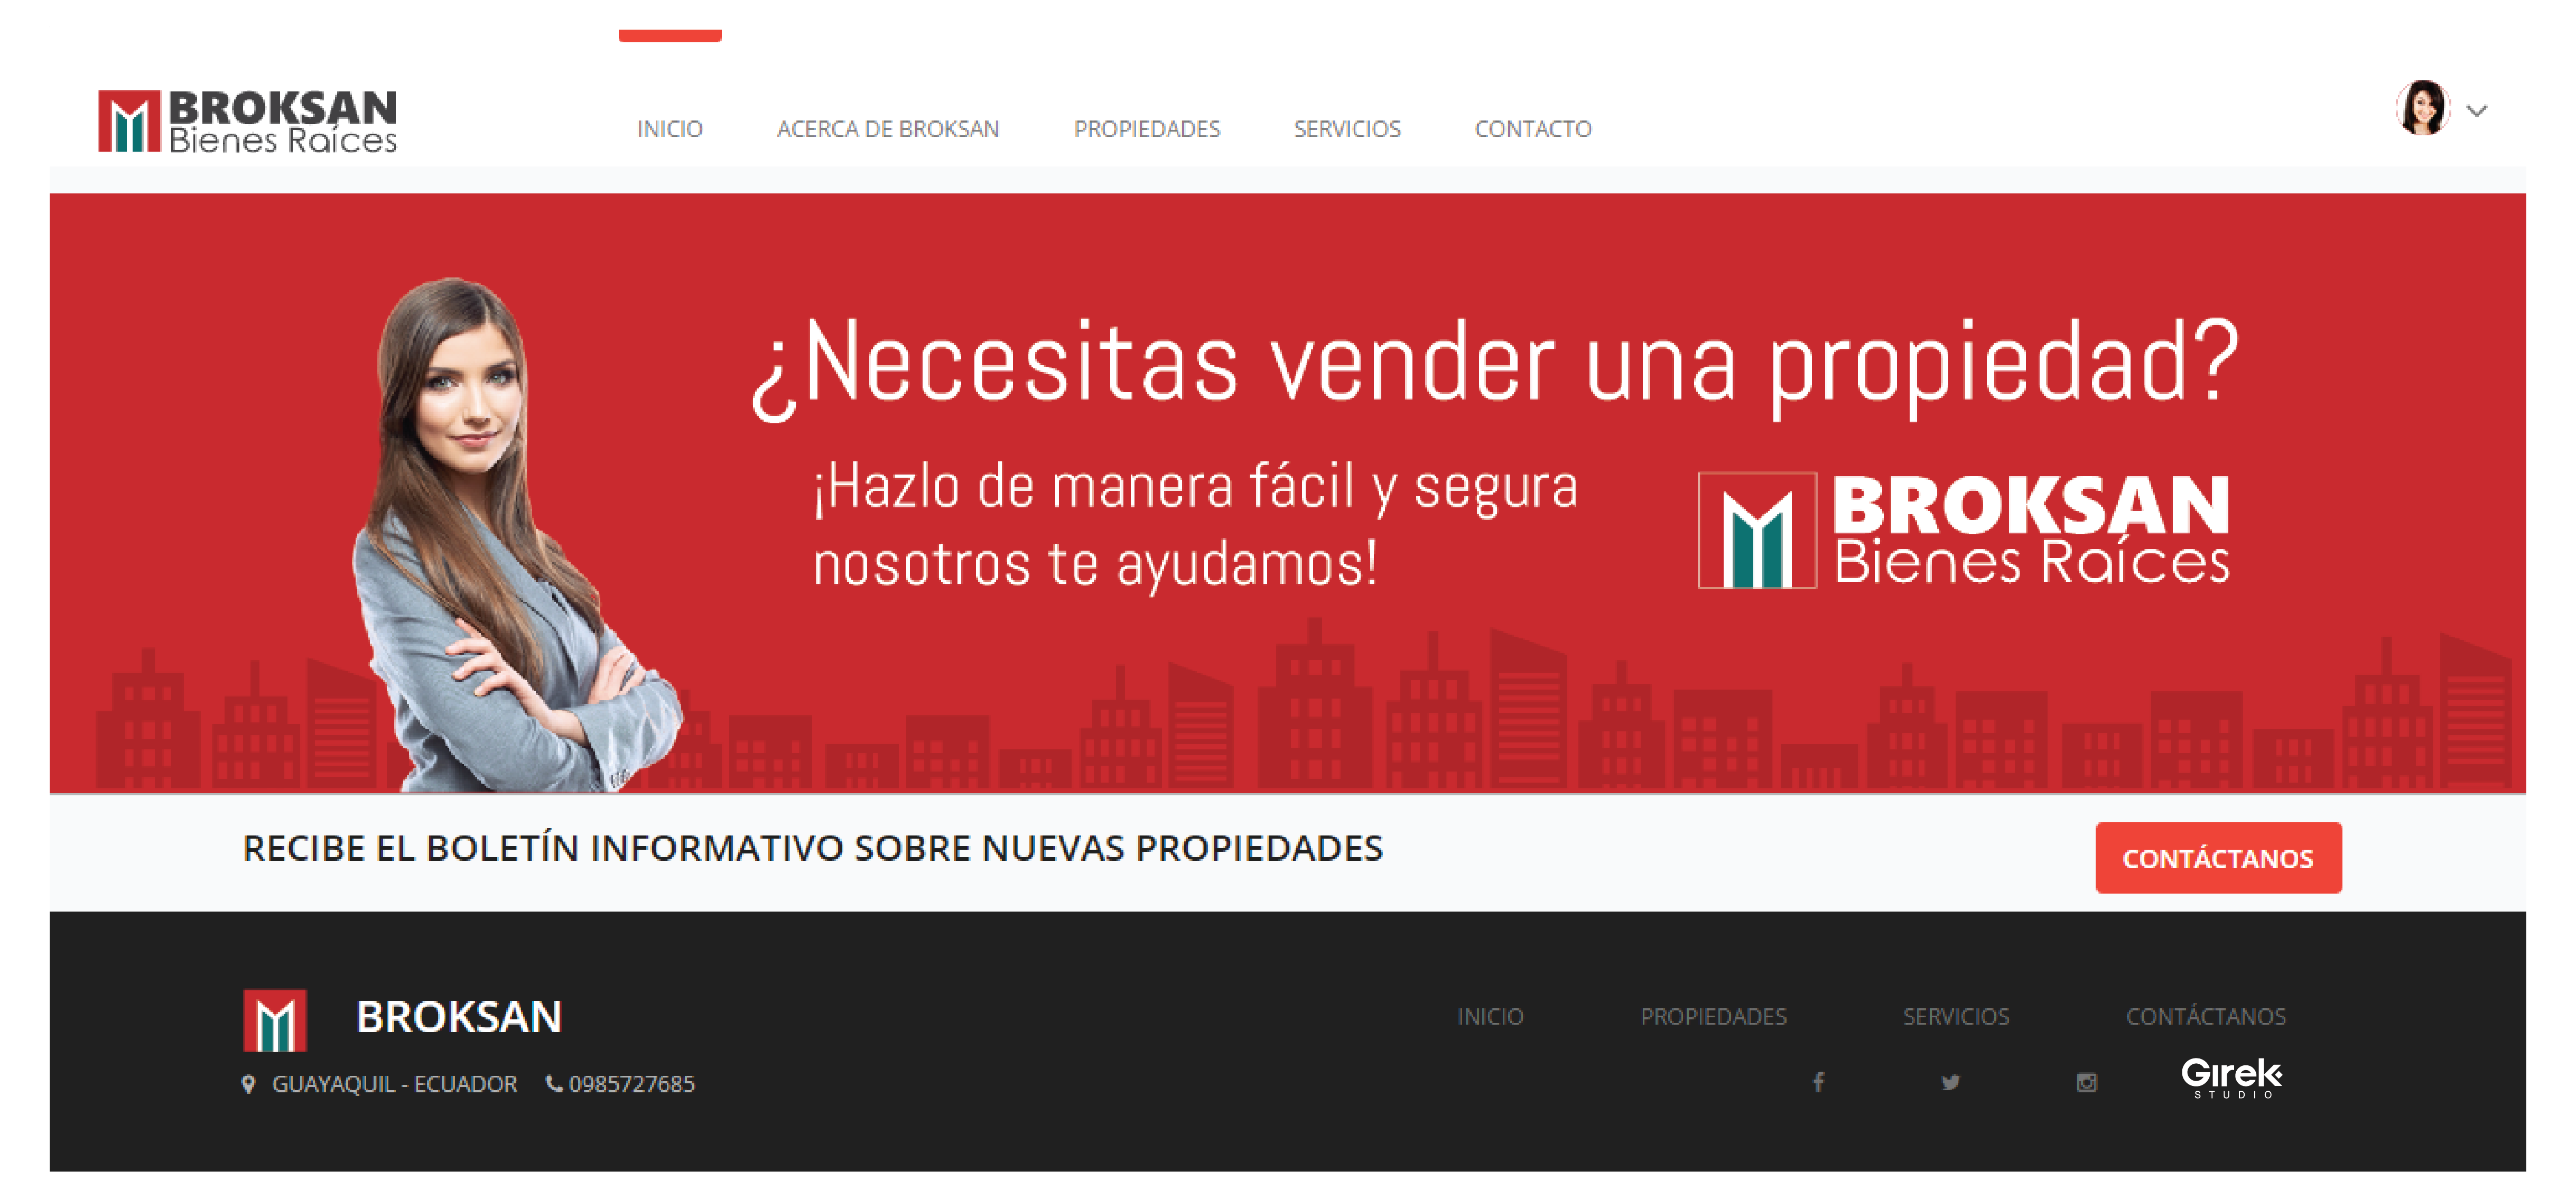 BROKSAN
Bienes Raíces
INICIO ACERCA DE BROKSAN PROPIEDADES SERVICIOS CONTACTO
¿Necesitas vender una propiedad?
¡Hazlo de manera fácil y segura
nosotros te ayudamos!
BROKSAN
Bienes Raíces
RECIBE EL BOLETÍN INFORMATIVO SOBRE NUEVAS PROPIEDADES
CONTÁCTANOS
BROKSAN
INICIO PROPIEDADES SERVICIOS CONTÁCTANOS
GUAYAQUIL - ECUADOR 0985727685
Girek
STUDIO